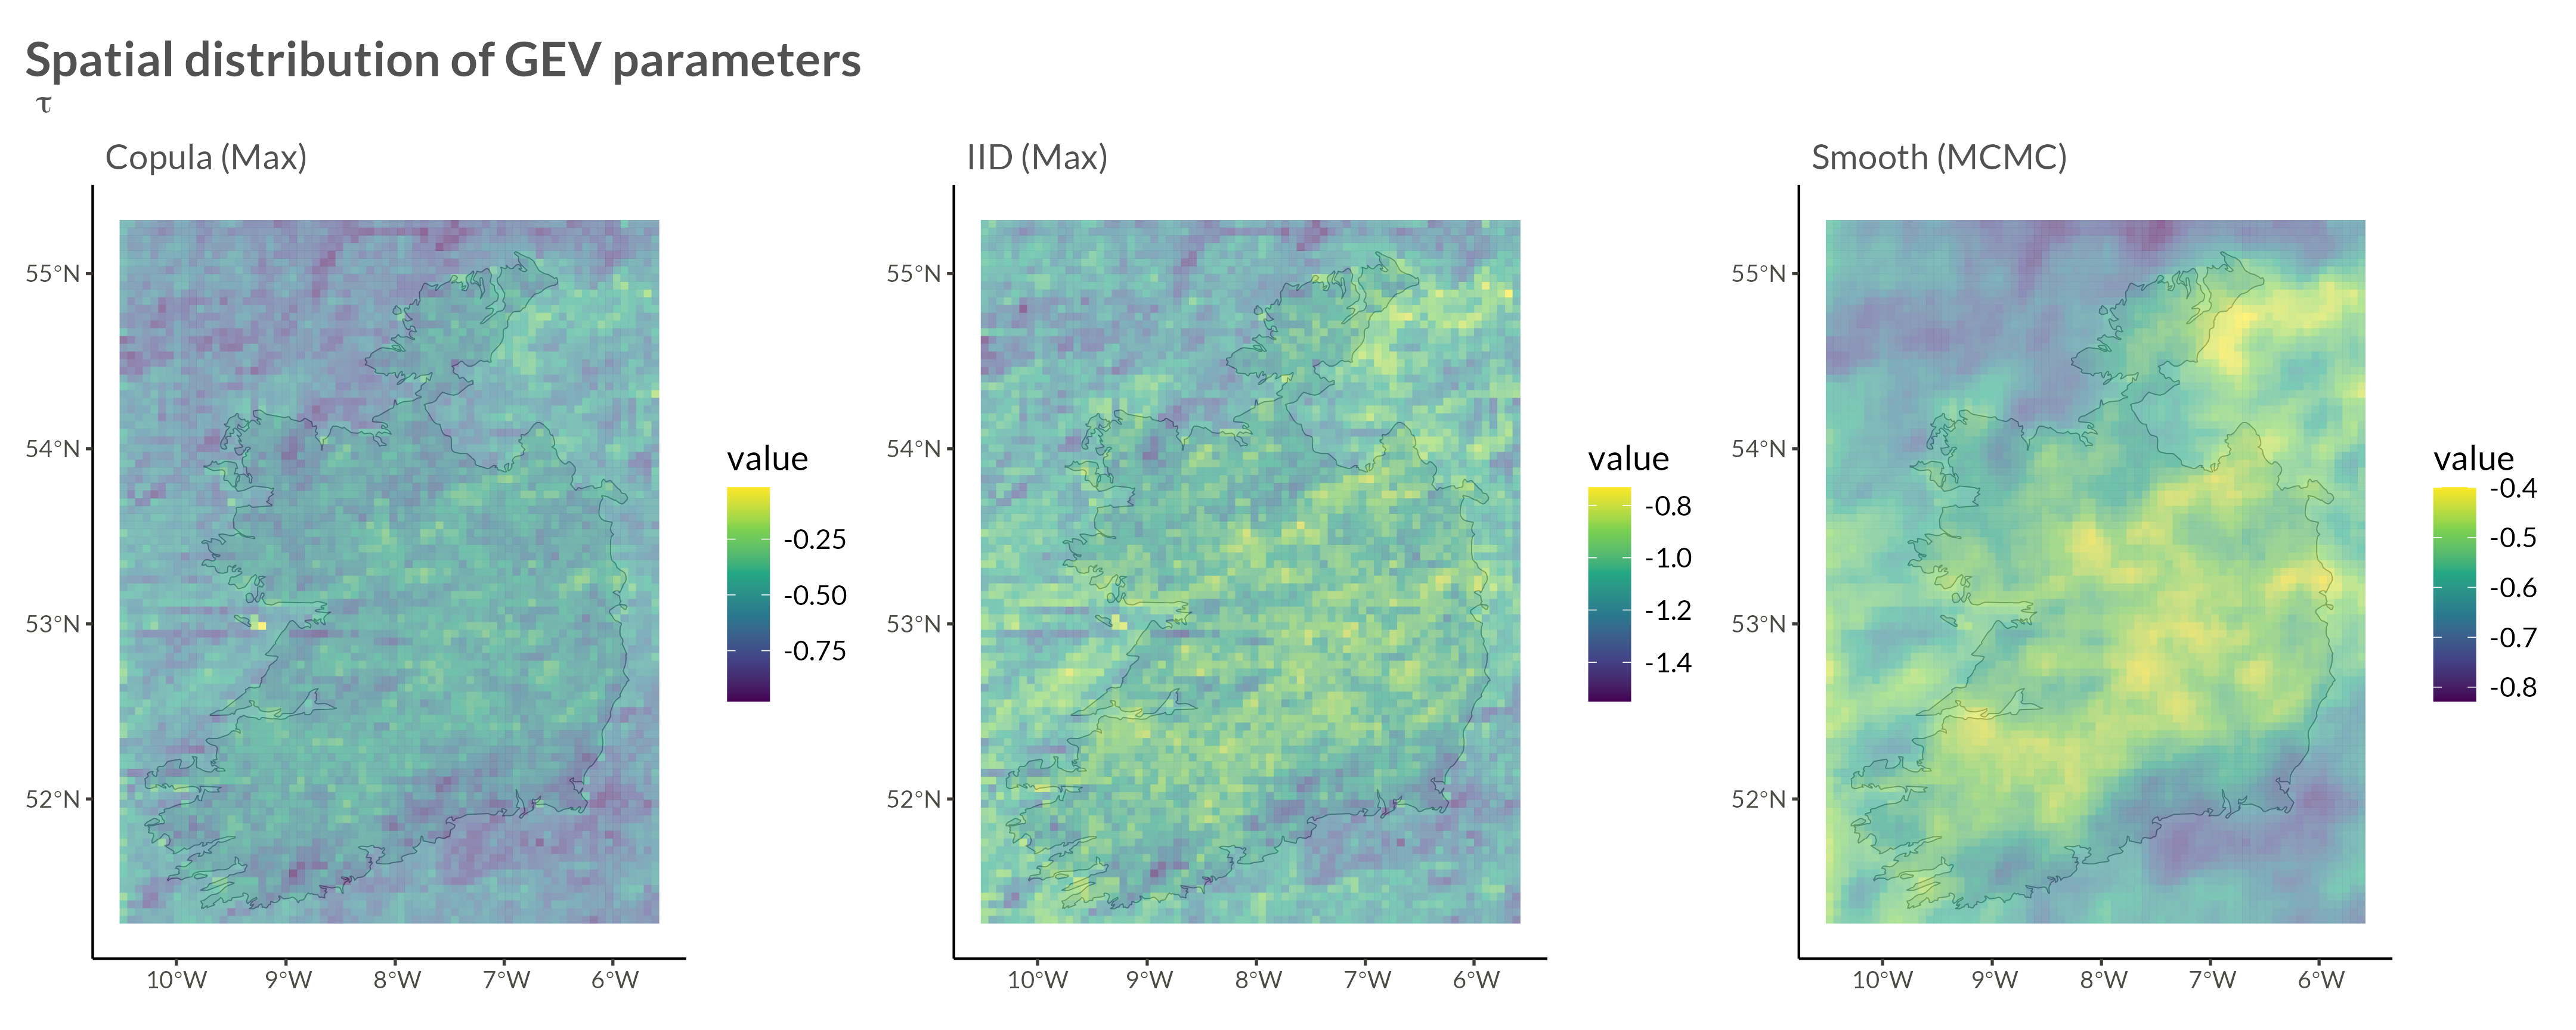 Spatial distribution of GEV parameters
τ
Copula (Max)
55°N
54°N
53°N
52°N
10°W 9°W 8°W 7°W 6°W
value
-0.25
-0.50
-0.75
IID (Max)
55°N
54°N
53°N
52°N
10°W 9°W 8°W 7°W 6°W
value
-0.8
-1.0
-1.2
-1.4
Smooth (MCMC)
55°N
54°N
53°N
52°N
10°W 9°W 8°W 7°W 6°W
value
-0.4
-0.5
-0.6
-0.7
-0.8